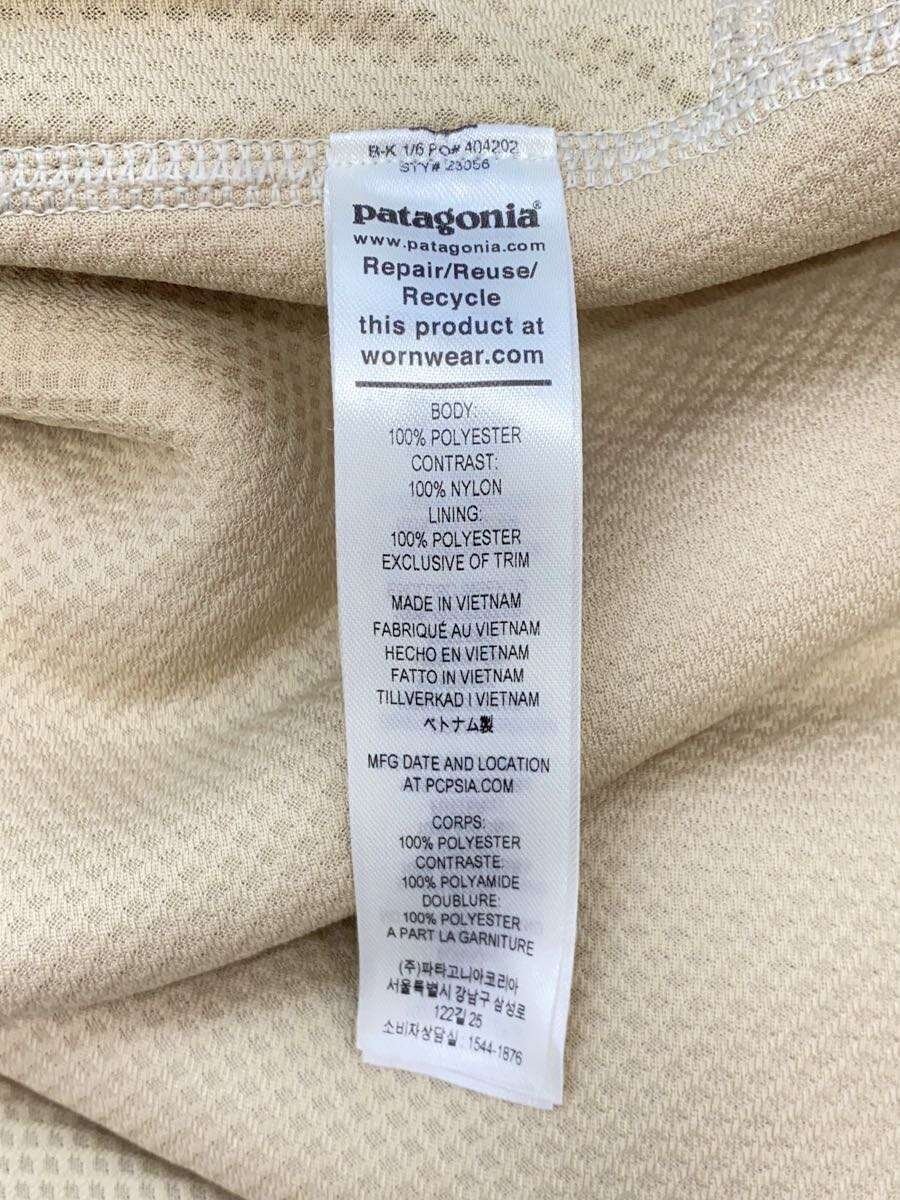 1/6 PO# 404202
STY# 23056
patagonia®
www.patagonia.com
Repair/Reuse/
Recycle
this product at
wornwear.com
BODY:
100% POLYESTER
CONTRAST:
100% NYLON
LINING:
100% POLYESTER
EXCLUSIVE OF TRIM
MADE IN VIETNAM
FABRIQUÉ AU VIETNAM
HECHO EN VIETNAM
FATTO IN VIETNAM
TILLVERKAD I VIETNAM
ベトナム製
MFG DATE AND LOCATION
AT PCPSIA.COM
CORPS:
100% POLYESTER
CONTRASTE:
100% POLYAMIDE
DOUBLURE:
100% POLYESTER
A PART LA GARNITURE
(주)파타고니아코리아
서울특별시 강남구 삼성로
122길 25
소비자상담실 : 1544-1876